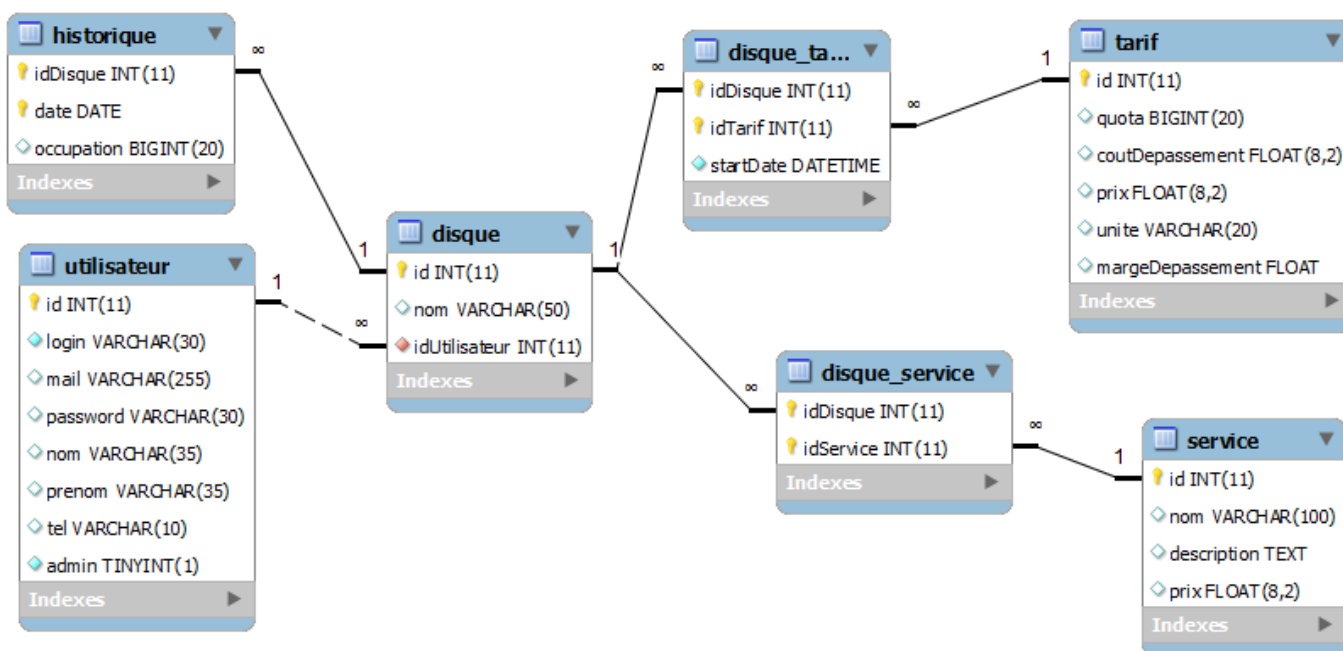 historique
idDisque INT(11)
date DATE
occupation BIGINT(20)
Indexes
∞
1
utilisateur
id INT(11)
login VARCHAR(30)
mail VARCHAR(255)
password VARCHAR(30)
nom VARCHAR(35)
prenom VARCHAR(35)
tel VARCHAR(10)
admin TINYINT(1)
Indexes
1
∞
disque
id INT(11)
nom VARCHAR(50)
idUtilisateur INT(11)
Indexes
1
∞
disque_ta...
idDisque INT(11)
idTarif INT(11)
startDate DATETIME
Indexes
∞
1
tarif
id INT(11)
quota BIGINT(20)
coutDepassement FLOAT(8,2)
prix FLOAT(8,2)
unite VARCHAR(20)
margeDepassement FLOAT
Indexes
∞
disque_service
idDisque INT(11)
idService INT(11)
Indexes
∞
1
service
id INT(11)
nom VARCHAR(100)
description TEXT
prix FLOAT(8,2)
Indexes